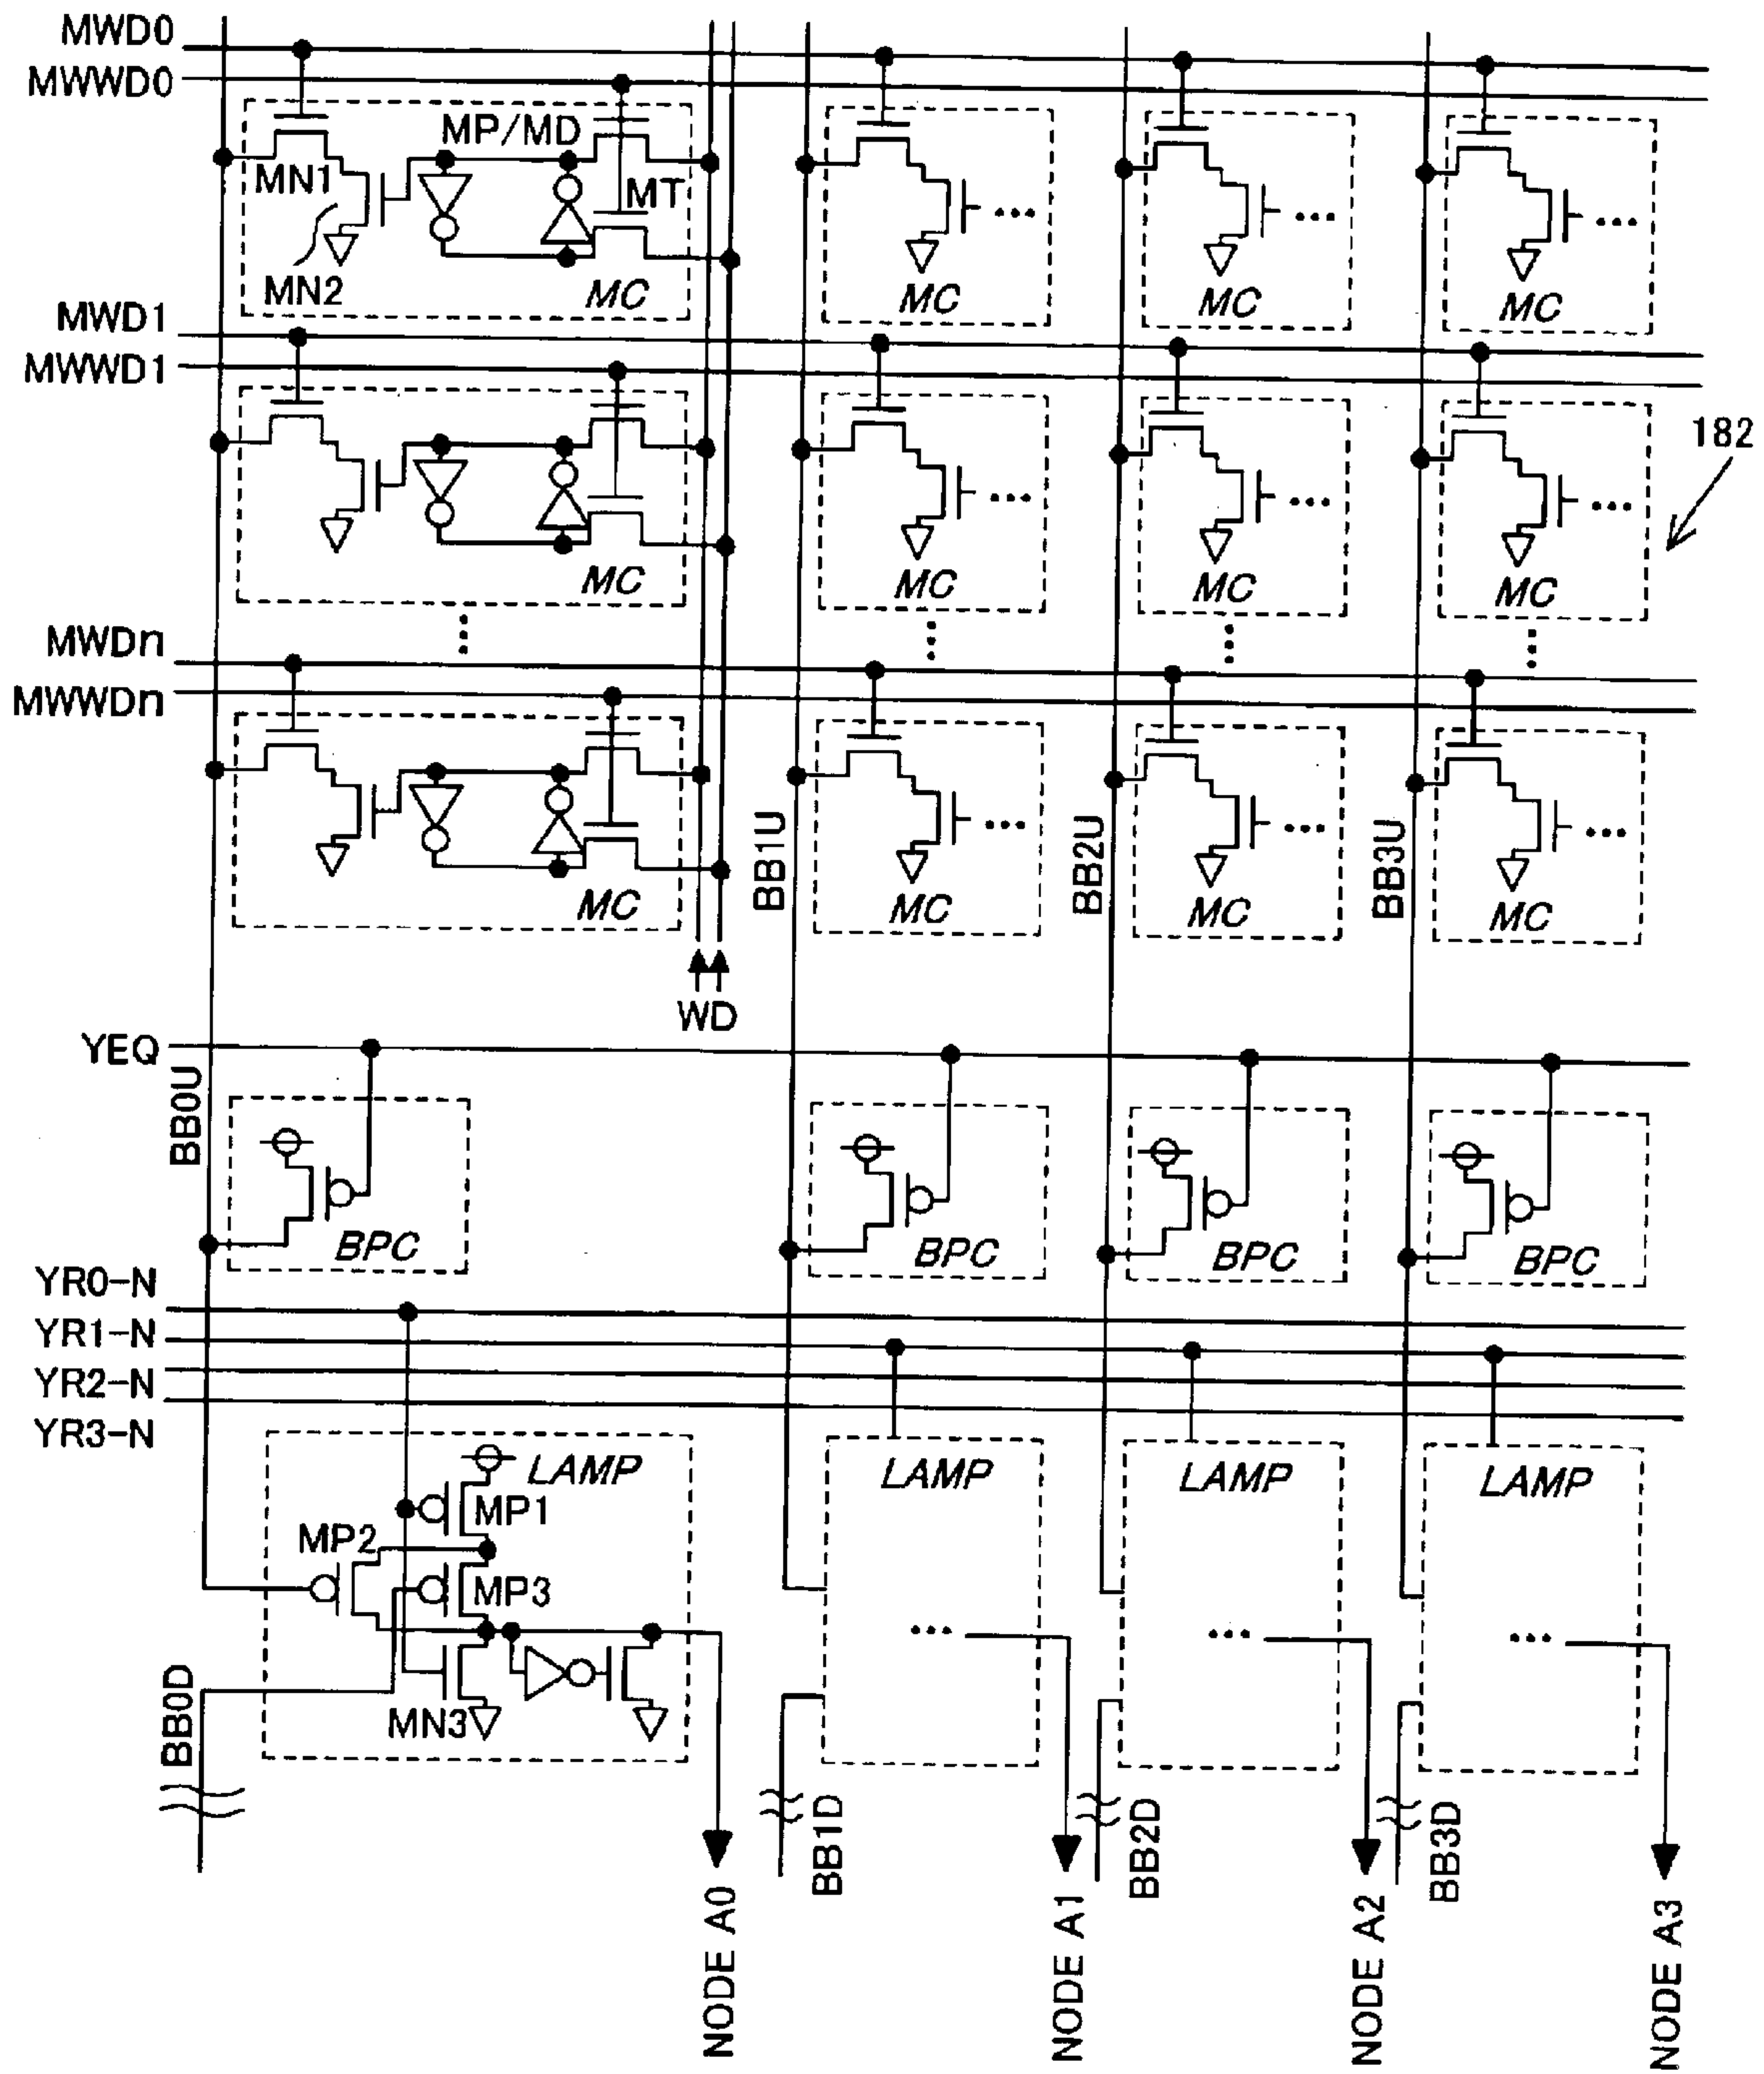 MWD0
MWWD0
MP/MD
MN1
MT
MN2
MC
MC
MC
MC
MWD1
MWWD1
182
MC
MC
MC
MC
MWDn
MWWDn
BB1U
BB2U
BB3U
MC
MC
MC
MC
WD
YEQ
BB0U
BPC
BPC
BPC
BPC
YR0-N
YR1-N
YR2-N
YR3-N
LAMP
LAMP
LAMP
LAMP
MP1
MP2
MP3
MN3
BB0D
BB1D
BB2D
BB3D
NODE A0
NODE A1
NODE A2
NODE A3